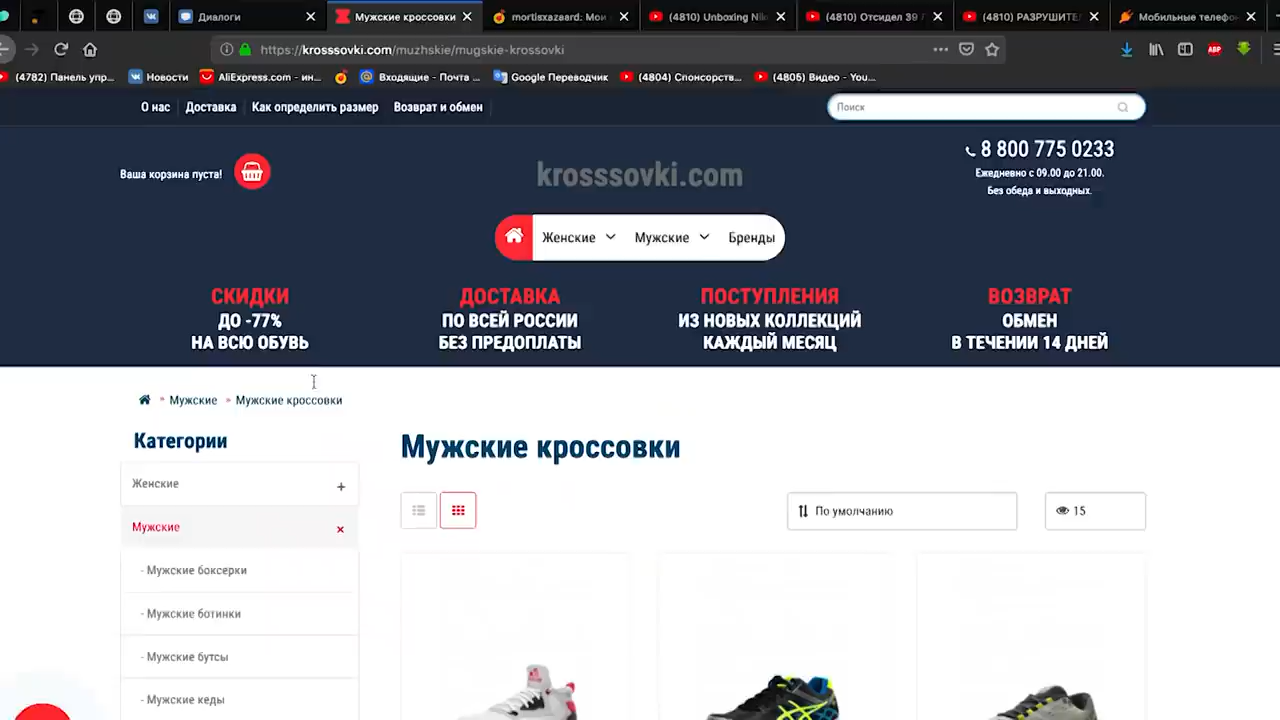 Диалоги
Мужские кроссовки
mortisxazaard: Мои
(4810) Unboxing Nik
(4810) Отсидел 39
(4810) РАЗРУШИТЕЛ
Мобильные телефо
https://krosssovki.com/muzhskie/mugskie-krossovki
(4782) Панель упр...
Новости
AliExpress.com - ин...
Входящие - Почта ...
Google Переводчик
(4804) Спонсорств...
(4805) Видео - You...
О нас
Доставка
Как определить размер
Возврат и обмен
Поиск
Ваша корзина пуста!
krosssovki.com
8 800 775 0233
Ежедневно с 09.00 до 21.00.
Без обеда и выходных.
Женские
Мужские
Бренды
СКИДКИ
ДО -77%
НА ВСЮ ОБУВЬ
ДОСТАВКА
ПО ВСЕЙ РОССИИ
БЕЗ ПРЕДОПЛАТЫ
ПОСТУПЛЕНИЯ
ИЗ НОВЫХ КОЛЛЕКЦИЙ
КАЖДЫЙ МЕСЯЦ
ВОЗВРАТ
ОБМЕН
В ТЕЧЕНИИ 14 ДНЕЙ
Мужские
Мужские кроссовки
Категории
Женские
Мужские
- Мужские боксерки
- Мужские ботинки
- Мужские бутсы
- Мужские кеды
Мужские кроссовки
По умолчанию
15